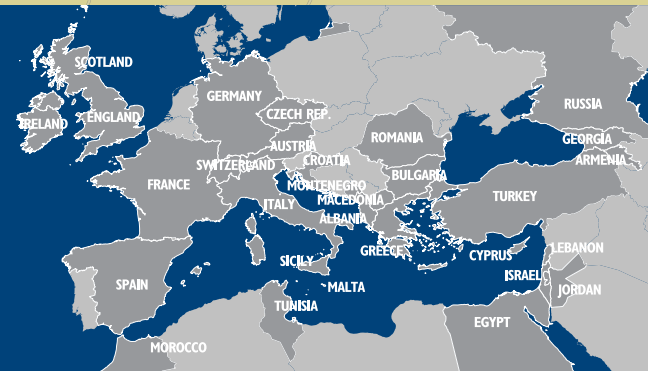 SCOTLAND
IRELAND
ENGLAND
GERMANY
CZECH REP.
AUSTRIA
SWITZERLAND
CROATIA
FRANCE
MONTENEGRO
ITALY
MACEDONIA
ALBANIA
ROMANIA
BULGARIA
RUSSIA
GEORGIA
ARMENIA
TURKEY
SPAIN
SICILY
GREECE
CYPRUS
LEBANON
ISRAEL
JORDAN
MALTA
TUNISIA
EGYPT
MOROCCO